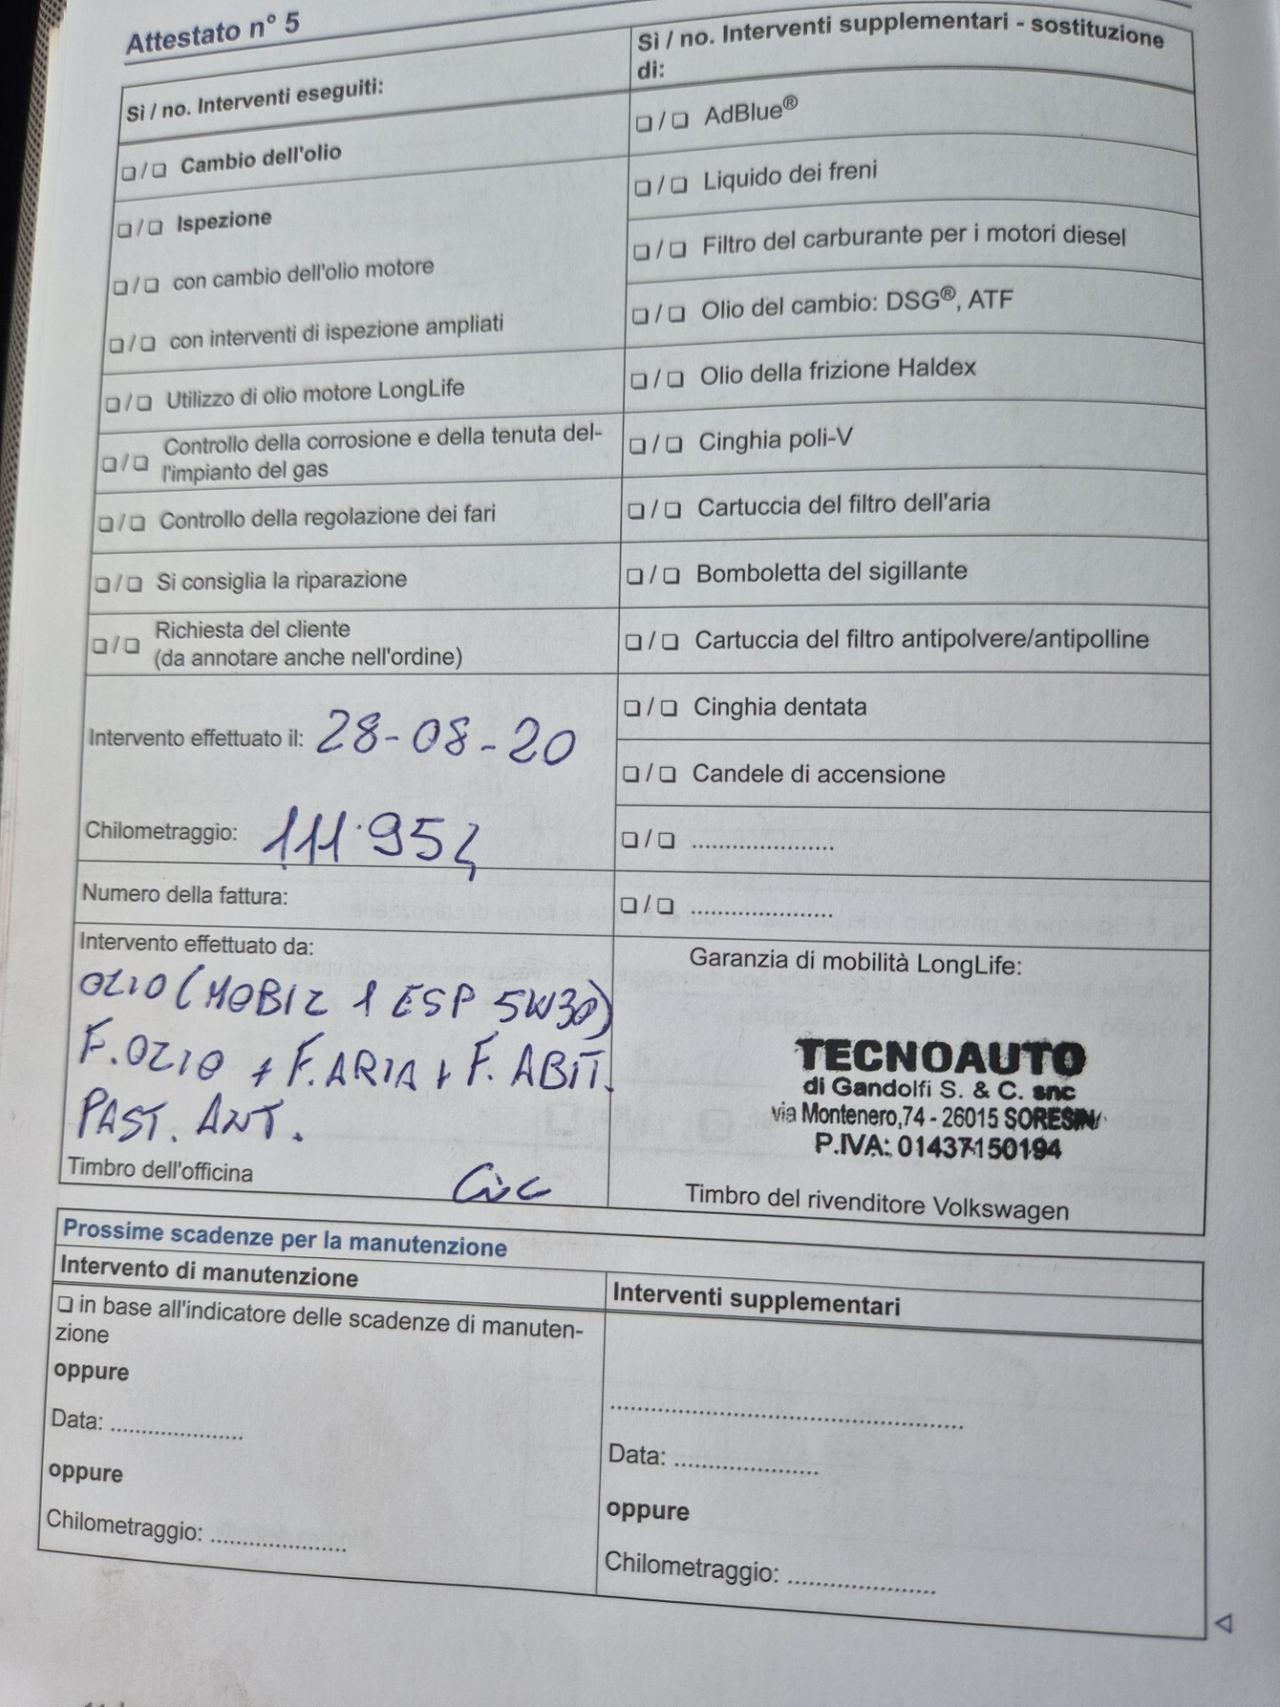 Attestato n° 5
Sì / no. Interventi eseguiti:
❏ / ❏ Cambio dell'olio
❏ / ❏ Ispezione
❏ / ❏ con cambio dell'olio motore
❏ / ❏ con interventi di ispezione ampliati
❏ / ❏ Utilizzo di olio motore LongLife
❏ / ❏ Controllo della corrosione e della tenuta del-
l'impianto del gas
❏ / ❏ Controllo della regolazione dei fari
❏ / ❏ Si consiglia la riparazione
❏ / ❏ Richiesta del cliente
(da annotare anche nell'ordine)
Intervento effettuato il: 28-08-20
Chilometraggio: 111.954
Numero della fattura:
Intervento effettuato da:
OLIO (MOBIL 1 ESP 5W30)
F.OLIO + F.ARIA + F. ABIT.
PAST. ANT.
Timbro dell'officina
Sì / no. Interventi supplementari - sostituzione
di:
❏ / ❏ AdBlue®
❏ / ❏ Liquido dei freni
❏ / ❏ Filtro del carburante per i motori diesel
❏ / ❏ Olio del cambio: DSG®, ATF
❏ / ❏ Olio della frizione Haldex
❏ / ❏ Cinghia poli-V
❏ / ❏ Cartuccia del filtro dell'aria
❏ / ❏ Bomboletta del sigillante
❏ / ❏ Cartuccia del filtro antipolvere/antipolline
❏ / ❏ Cinghia dentata
❏ / ❏ Candele di accensione
❏ / ❏ ......................
❏ / ❏ ......................
Garanzia di mobilità LongLife:
TECNOAUTO
di Gandolfi S. & C. snc
via Montenero,74 - 26015 SORESIN
P.IVA: 01437150194
Timbro del rivenditore Volkswagen
Prossime scadenze per la manutenzione
Intervento di manutenzione
❏ in base all'indicatore delle scadenze di manuten-
zione
oppure
Data: .....................
oppure
Chilometraggio: .....................
Interventi supplementari
......................................................
Data: ......................
oppure
Chilometraggio: ......................